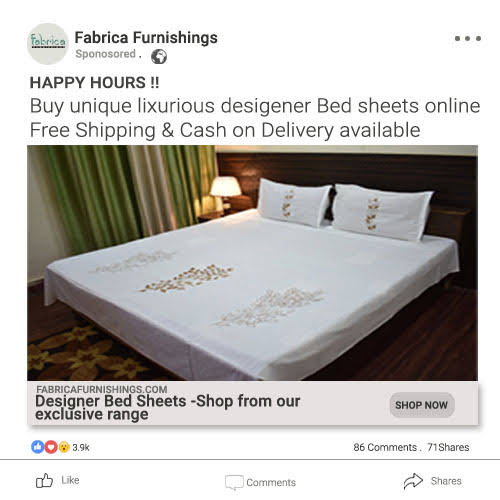 Fabrica
Fabrica Furnishings
Sponosored .
HAPPY HOURS !!
Buy unique lixurious desigener Bed sheets online
Free Shipping & Cash on Delivery available
FABRICAFURNISHINGS.COM
Designer Bed Sheets -Shop from our
exclusive range
SHOP NOW
3.9k
86 Comments . 71Shares
Like
Comments
Shares